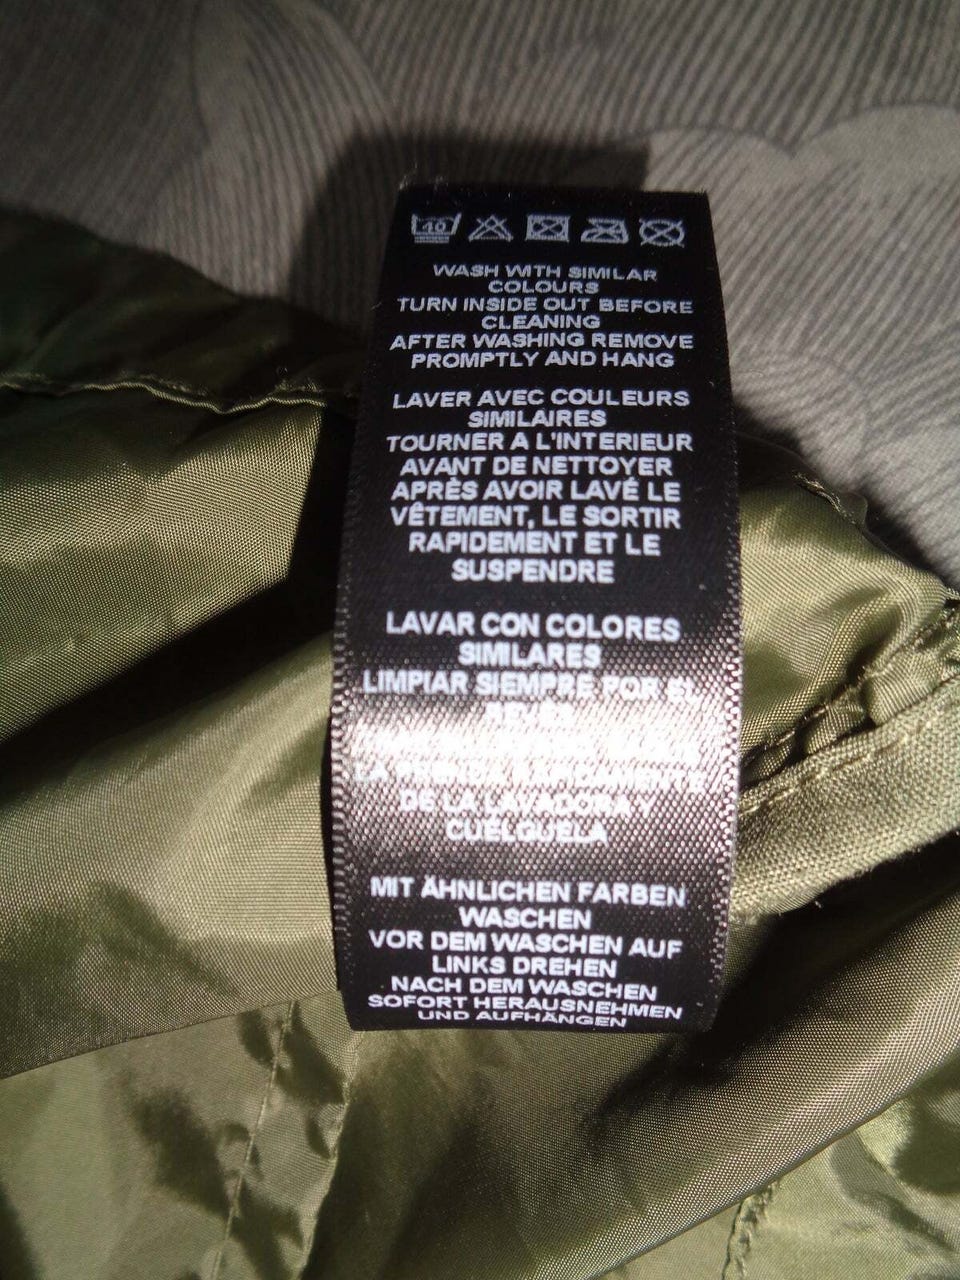 40
WASH WITH SIMILAR
COLOURS
TURN INSIDE OUT BEFORE
CLEANING
AFTER WASHING REMOVE
PROMPTLY AND HANG
LAVER AVEC COULEURS
SIMILAIRES
TOURNER A L'INTERIEUR
AVANT DE NETTOYER
APRÈS AVOIR LAVÉ LE
VÊTEMENT, LE SORTIR
RAPIDEMENT ET LE
SUSPENDRE
LAVAR CON COLORES
SIMILARES
LIMPIAR SIEMPRE POR EL
REVÉS
LA PRENDA RÁPIDAMENTE
DE LA LAVADORA Y
CUÉLGUELA
MIT ÄHNLICHEN FARBEN
WASCHEN
VOR DEM WASCHEN AUF
LINKS DREHEN
NACH DEM WASCHEN
SOFORT HERAUSNEHMEN
UND AUFHÄNGEN